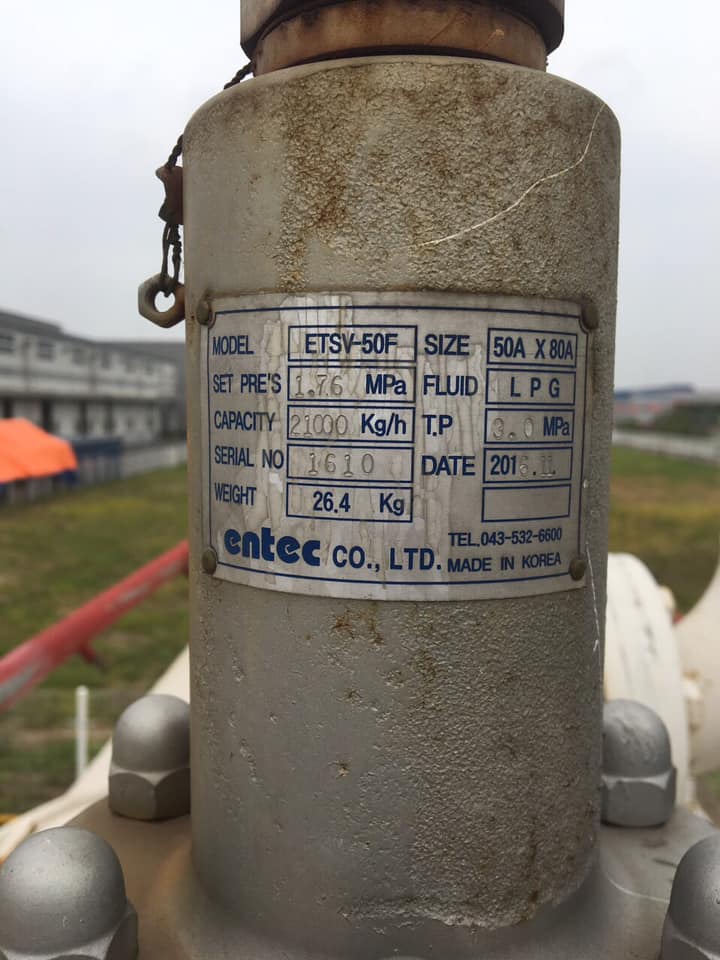 MODEL ETSV-50F SIZE 50A X 80A
SET PRE'S 1.76 MPa FLUID L P G
CAPACITY 21000 Kg/h T.P 3.0 MPa
SERIAL NO 1610 DATE 2016.11
WEIGHT 26.4 Kg
entec CO., LTD. TEL.043-532-6600
MADE IN KOREA